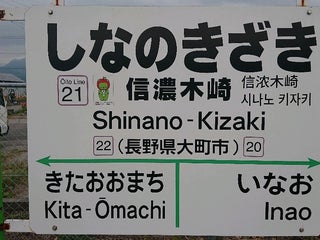 しなのきざき
Oito Line
21
信濃木崎
信浓木崎
시나노 키자키
Shinano-Kizaki
22 (長野県大町市) 20
きたおおまち いなお
Kita-Ōmachi Inao